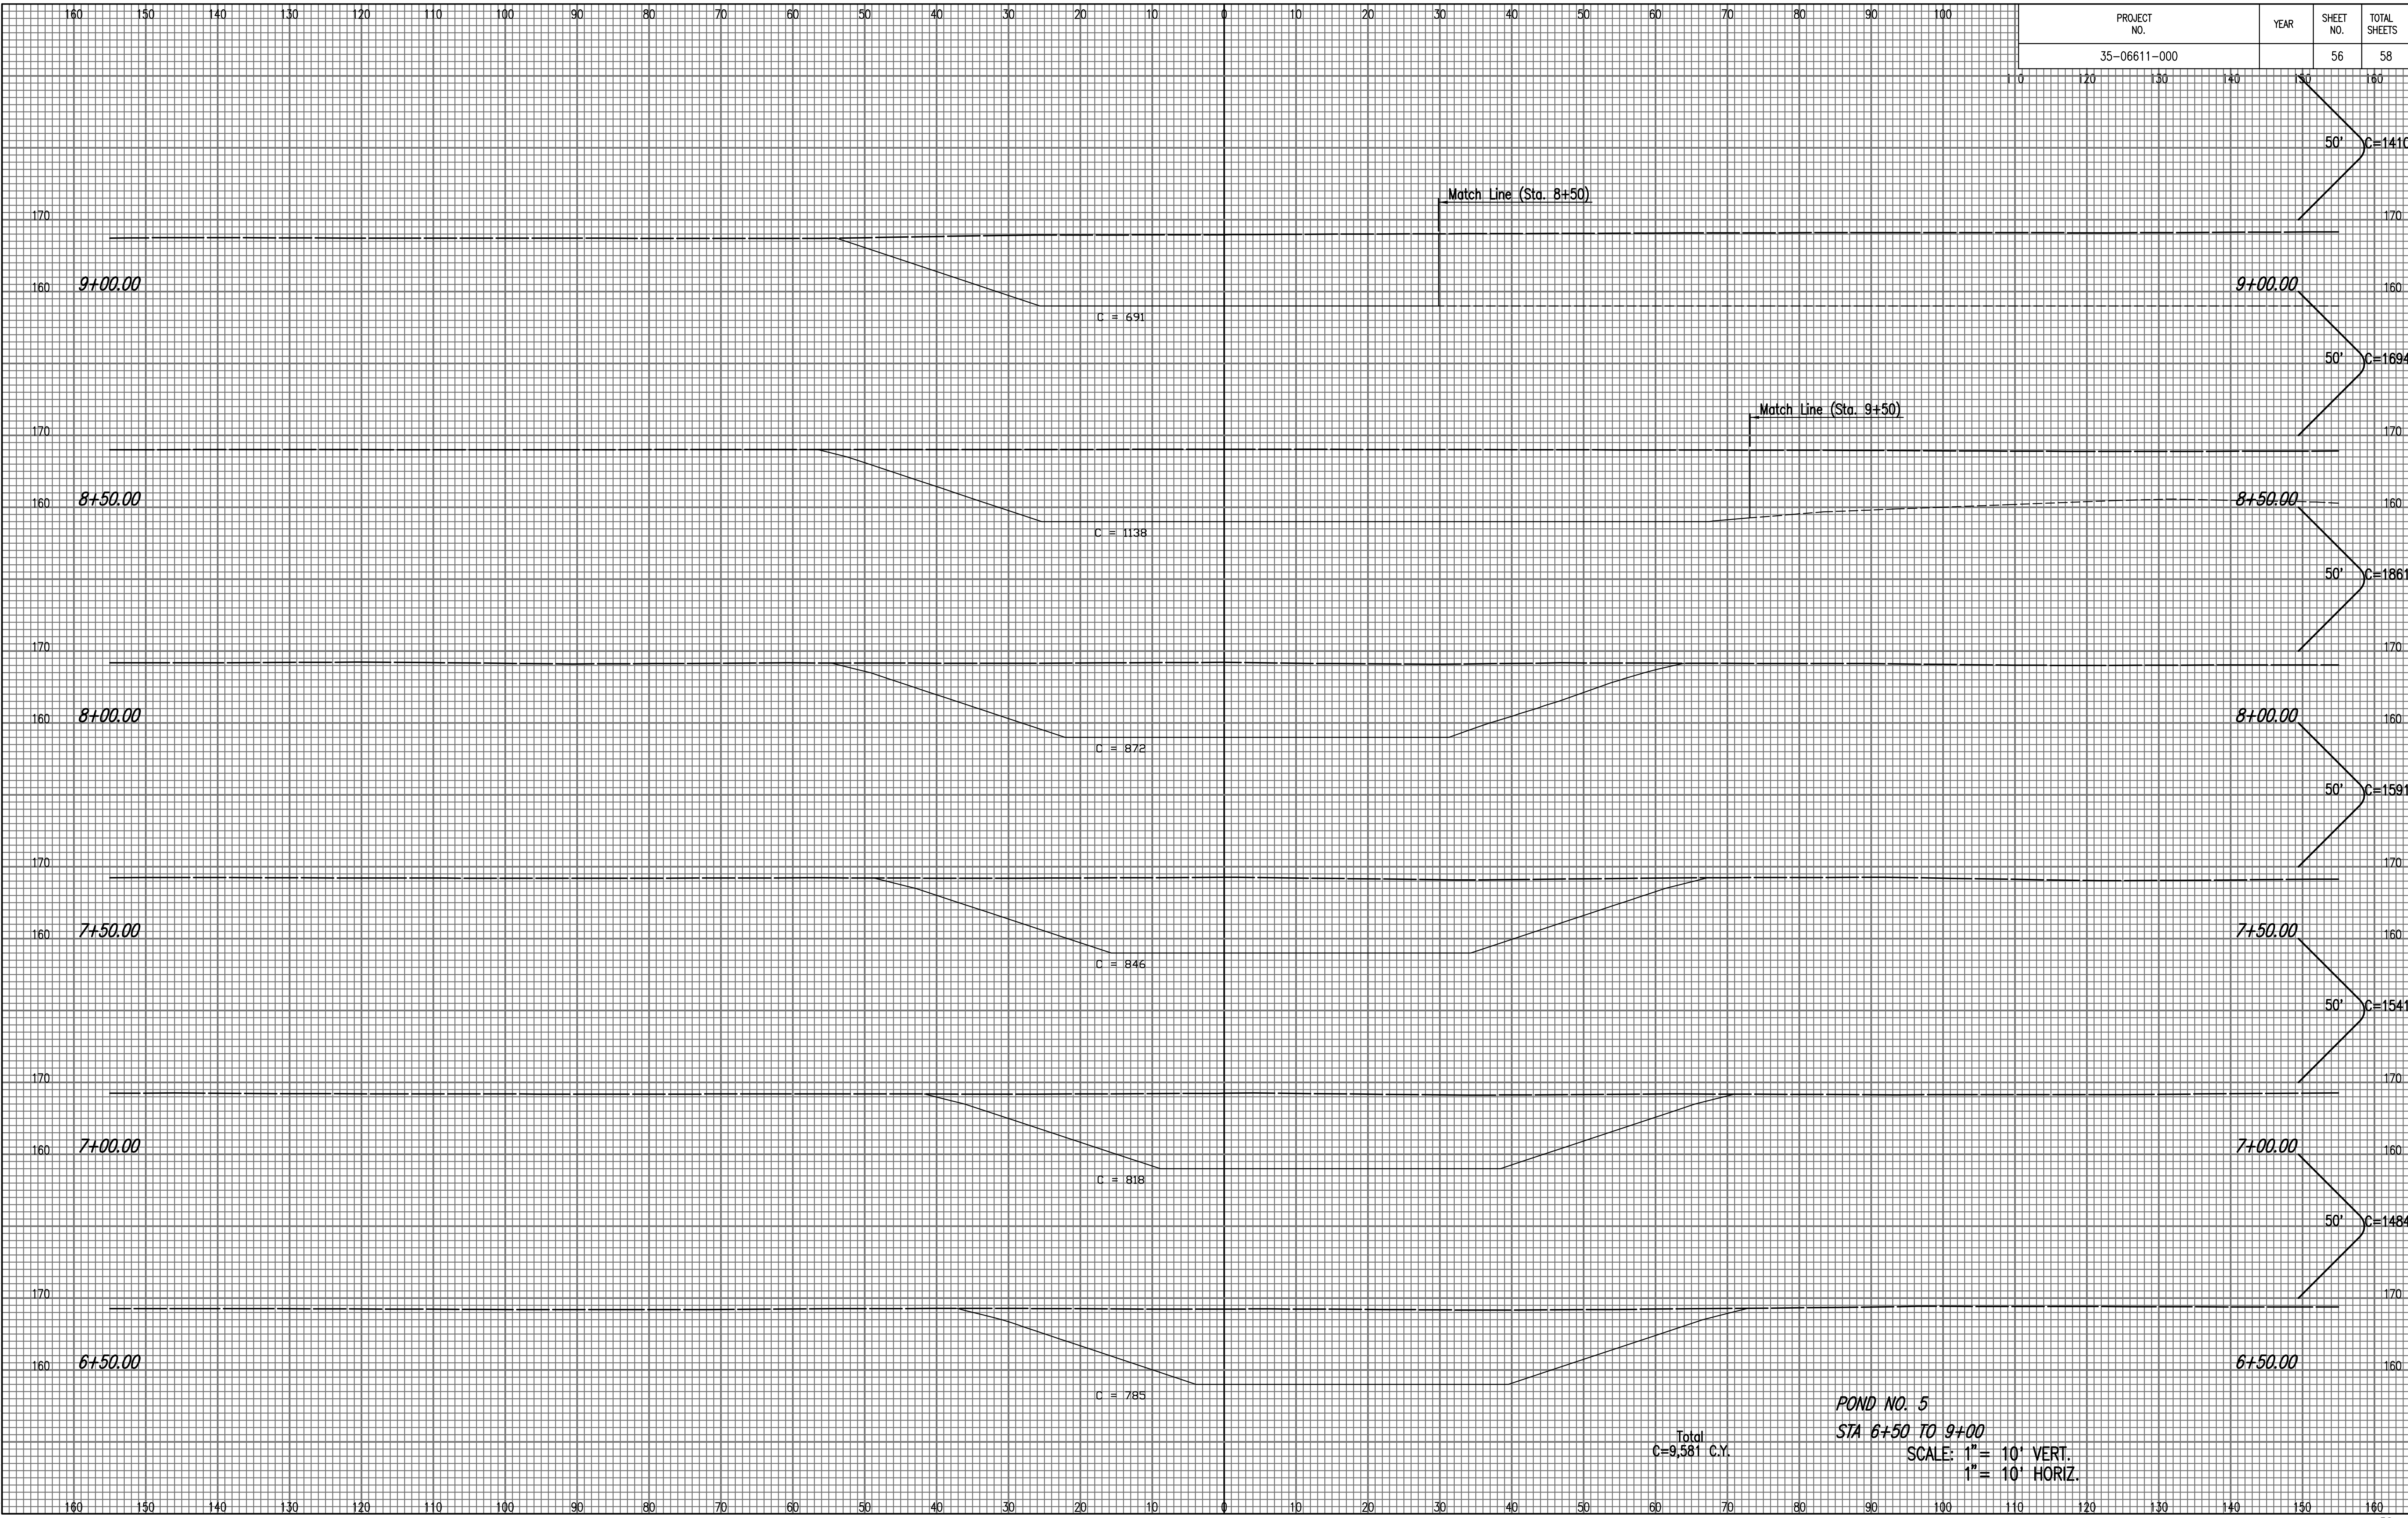 160 150 140 130 120 110 100 90 80 70 60 50 40 30 20 10 0 10 20 30 40 50 60 70 80 90 100
PROJECT NO. YEAR SHEET NO. TOTAL SHEETS
35-06611-000 56 58
110 120 130 140 150 160
50' C=1410
Match Line (Sta. 8+50)
170 170
160 9+00.00 9+00.00 160
C = 691
50' C=1694
Match Line (Sta. 9+50)
170 170
160 8+50.00 8+50.00 160
C = 1138
50' C=1861
170 170
160 8+00.00 8+00.00 160
C = 872
50' C=1591
170 170
160 7+50.00 7+50.00 160
C = 846
50' C=1541
170 170
160 7+00.00 7+00.00 160
C = 818
50' C=1484
170 170
160 6+50.00 6+50.00 160
C = 785
POND NO. 5
STA 6+50 TO 9+00
Total
C=9,581 C.Y.
SCALE: 1"= 10' VERT.
1"= 10' HORIZ.
160 150 140 130 120 110 100 90 80 70 60 50 40 30 20 10 0 10 20 30 40 50 60 70 80 90 100 110 120 130 140 150 160